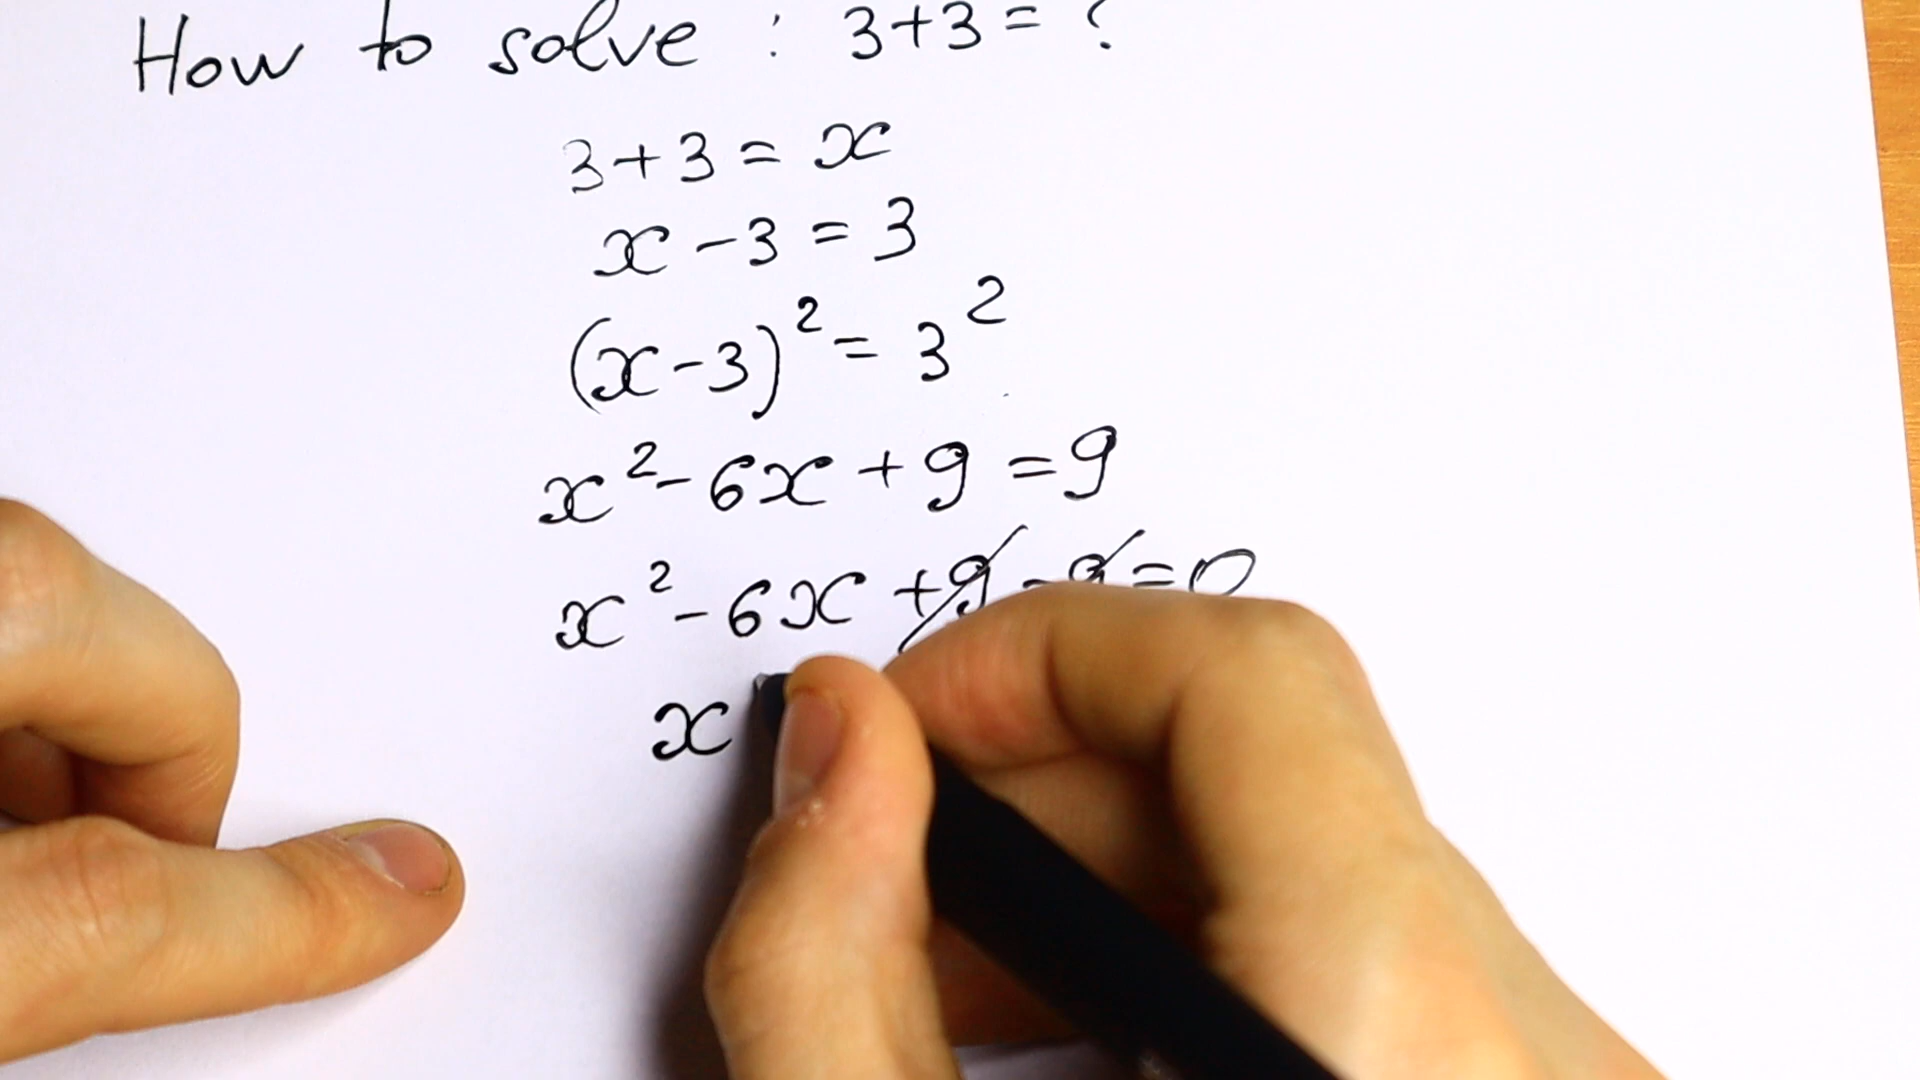 How to solve : 3+3 = ?
3+3 = x
x - 3 = 3
(x-3)² = 3²
x² - 6x + 9 = 9
x² - 6x + 9 - 9 = 0
x